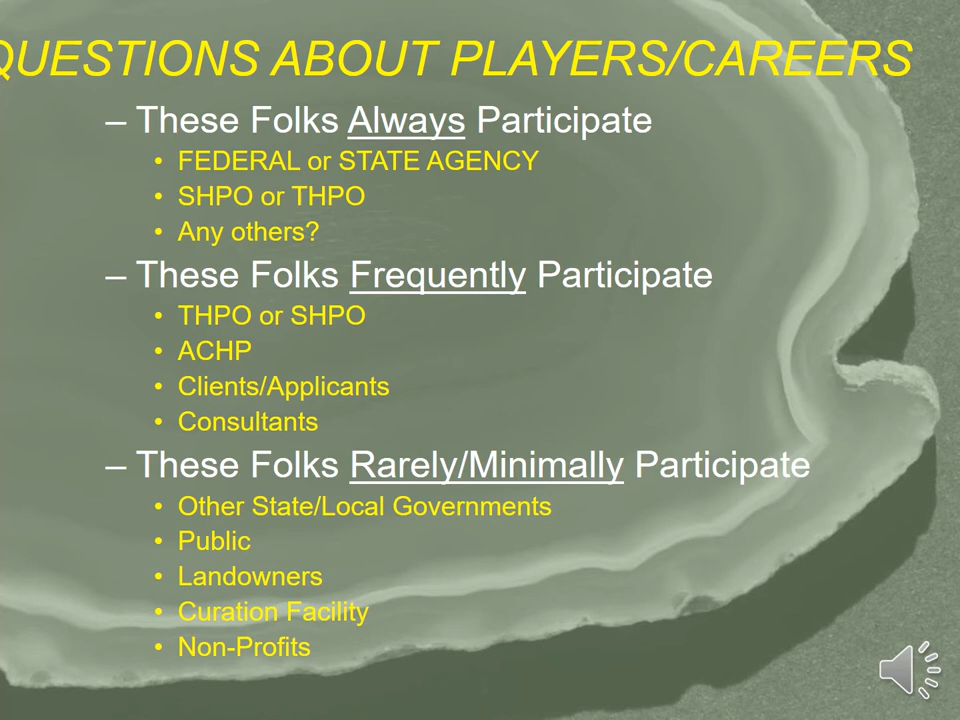 QUESTIONS ABOUT PLAYERS/CAREERS
– These Folks Always Participate
• FEDERAL or STATE AGENCY
• SHPO or THPO
• Any others?
– These Folks Frequently Participate
• THPO or SHPO
• ACHP
• Clients/Applicants
• Consultants
– These Folks Rarely/Minimally Participate
• Other State/Local Governments
• Public
• Landowners
• Curation Facility
• Non-Profits